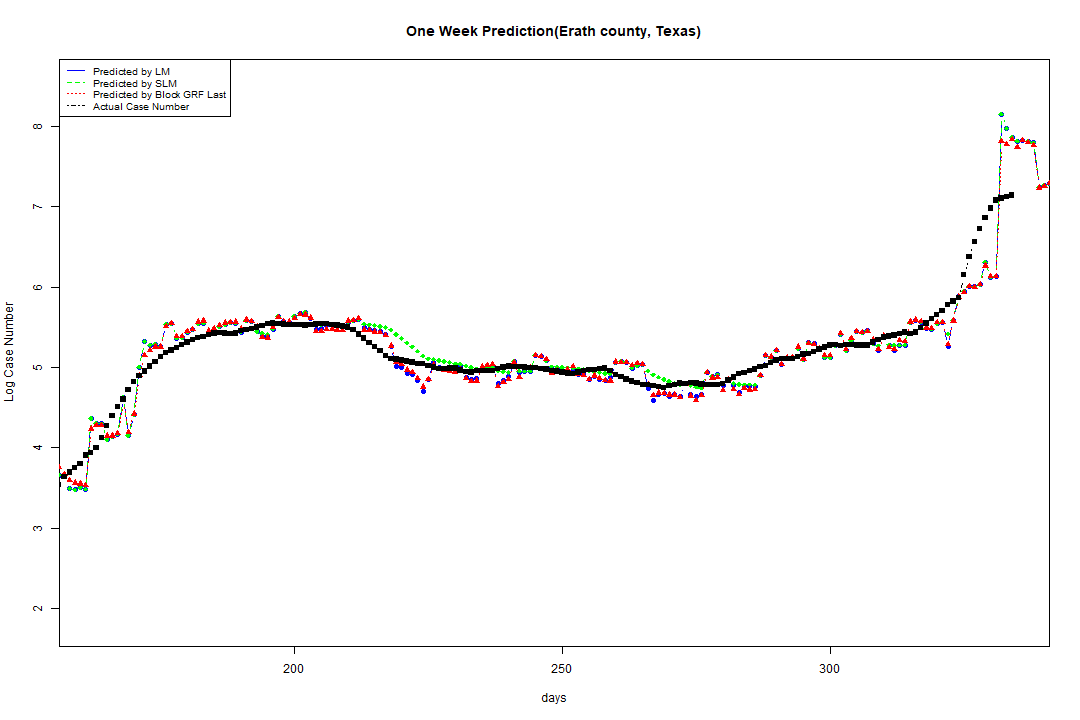 One Week Prediction(Erath county, Texas)
Predicted by LM
Predicted by SLM
Predicted by Block GRF Last
Actual Case Number
8
7
6
5
4
3
2
Log Case Number
200 250 300
days